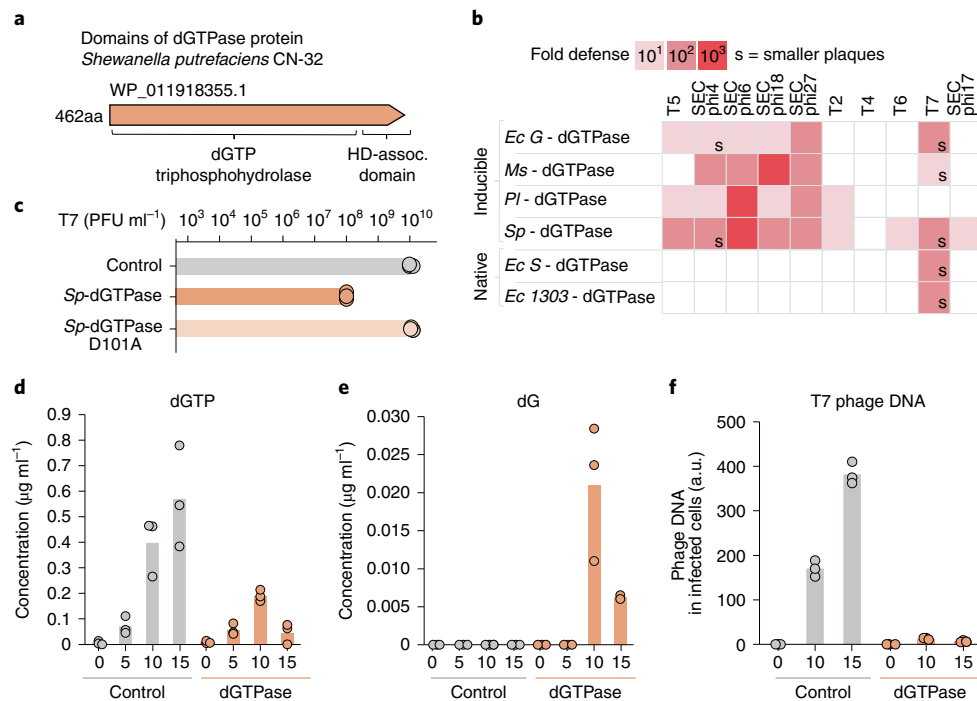 a
Domains of dGTPase protein
Shewanella putrefaciens CN-32
WP_011918355.1
462aa
dGTP
triphosphohydrolase
HD-assoc.
domain
b
Fold defense 10¹ 10² 10³ s = smaller plaques
T5
SEC phi4
SEC phi6
SEC phi18
SEC phi27
T2
T4
T6
T7
SEC phi17
Inducible
Ec G - dGTPase
s s
Ms - dGTPase
s
Pl - dGTPase
Sp - dGTPase
s s
Native
Ec S - dGTPase
s
Ec 1303 - dGTPase
s
c
T7 (PFU ml⁻¹) 10³ 10⁴ 10⁵ 10⁶ 10⁷ 10⁸ 10⁹ 10¹⁰
Control
Sp-dGTPase
Sp-dGTPase
D101A
d
dGTP
Concentration (µg ml⁻¹)
0.9
0.8
0.7
0.6
0.5
0.4
0.3
0.2
0.1
0
0 5 10 15 0 5 10 15
Control dGTPase
e
dG
Concentration (µg ml⁻¹)
0.030
0.025
0.020
0.015
0.010
0.005
0
0 5 10 15 0 5 10 15
Control dGTPase
f
T7 phage DNA
Phage DNA
in infected cells (a.u.)
500
400
300
200
100
0
0 10 15 0 10 15
Control dGTPase